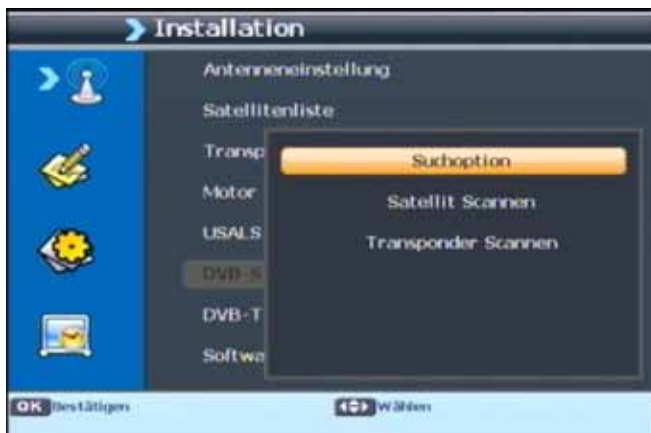 Installation
Antenneneinstellung
Satellitenliste
Transp
Motor
USALS
DVB-S
DVB-T
Softwa
Suchoption
Satellit Scannen
Transponder Scannen
OK Bestätigen
Wählen